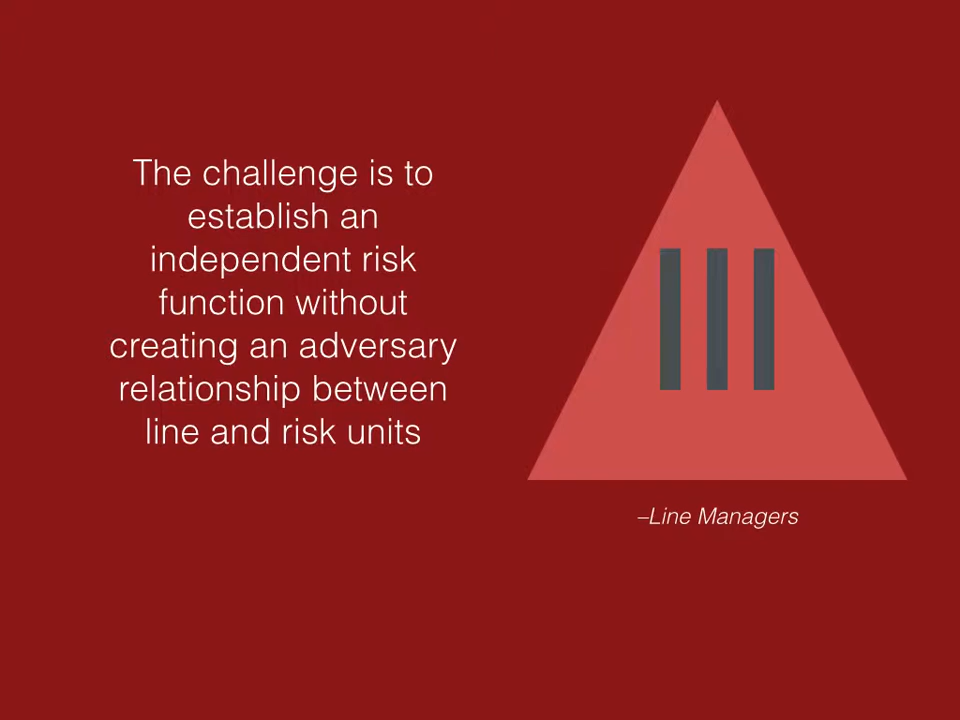 The challenge is to
establish an
independent risk
function without
creating an adversary
relationship between
line and risk units
III
–Line Managers